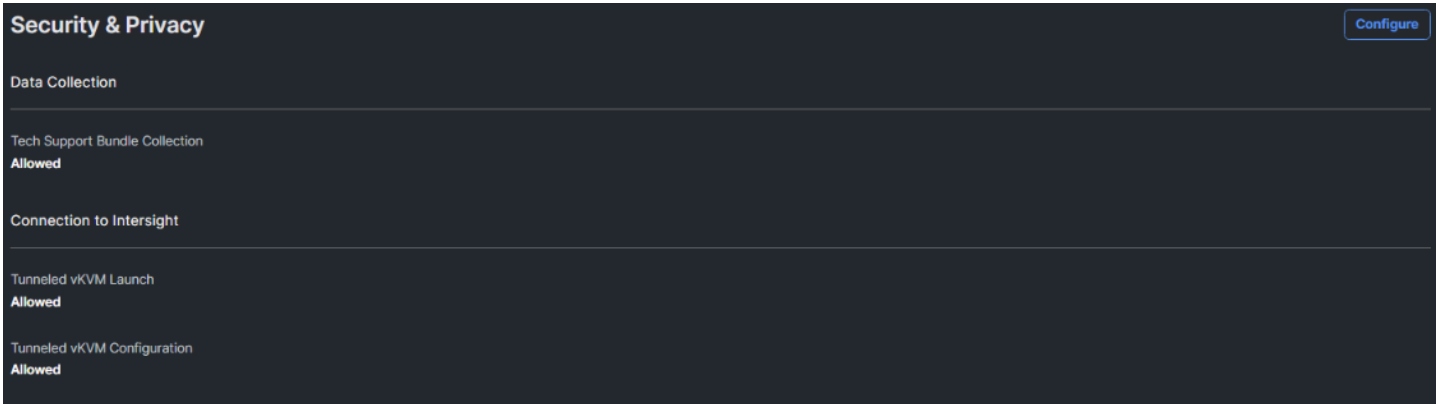 Security & Privacy
Configure
Data Collection
Tech Support Bundle Collection
Allowed
Connection to Intersight
Tunneled vKVM Launch
Allowed
Tunneled vKVM Configuration
Allowed